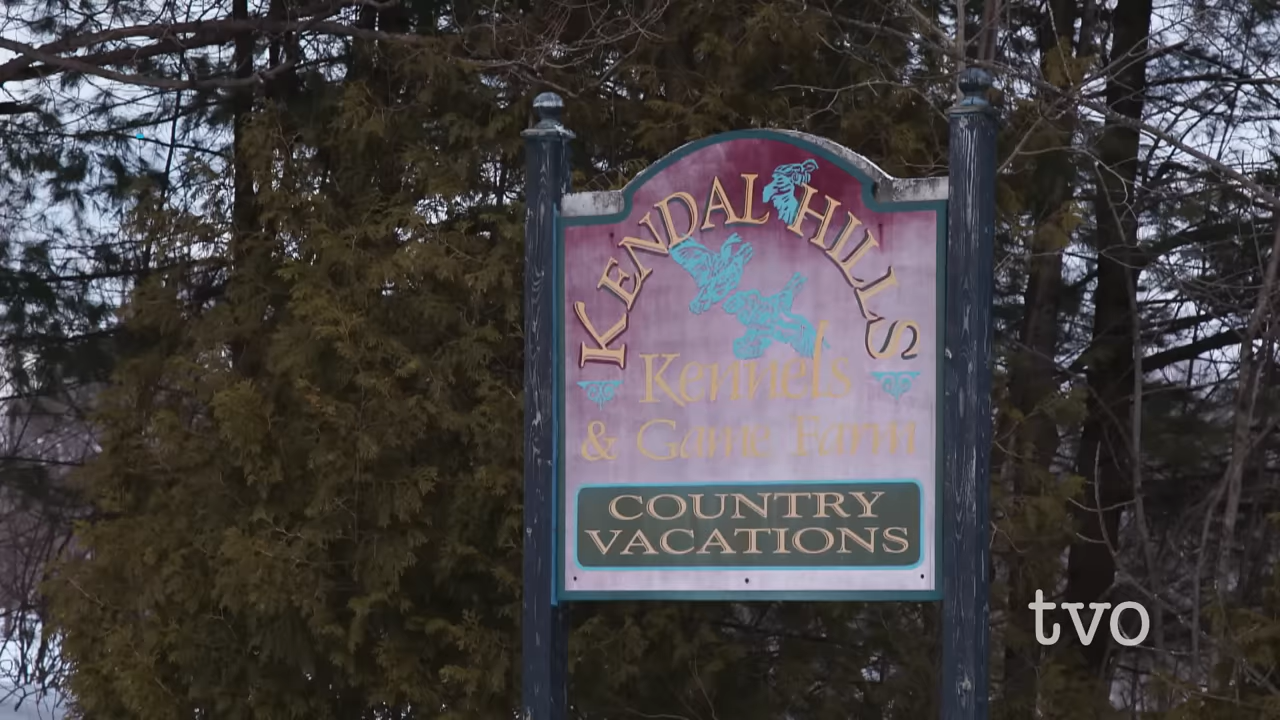 KENDAL HILLS
Kennels
& Game Farm
COUNTRY
VACATIONS
tvo